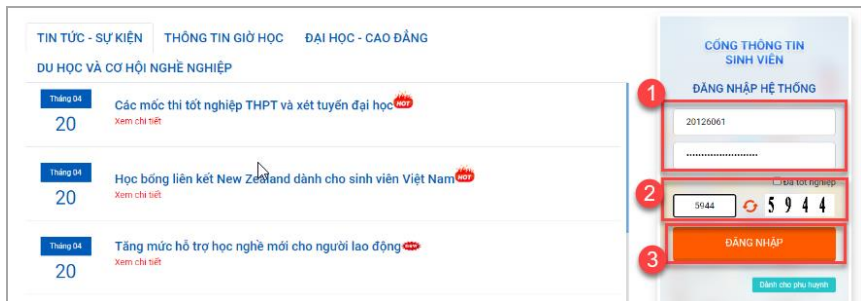 TIN TỨC - SỰ KIỆN THÔNG TIN GIỜ HỌC ĐẠI HỌC - CAO ĐẲNG
DU HỌC VÀ CƠ HỘI NGHỀ NGHIỆP
Tháng 04
20
Các mốc thi tốt nghiệp THPT và xét tuyển đại học HOT
Xem chi tiết
Tháng 04
20
Học bổng liên kết New Zealand dành cho sinh viên Việt Nam HOT
Xem chi tiết
Tháng 04
20
Tăng mức hỗ trợ học nghề mới cho người lao động
Xem chi tiết
CỔNG THÔNG TIN
SINH VIÊN
ĐĂNG NHẬP HỆ THỐNG
1
20126061
Đã tốt nghiệp
2
5944 5 9 4 4
3
ĐĂNG NHẬP
Dành cho phụ huynh